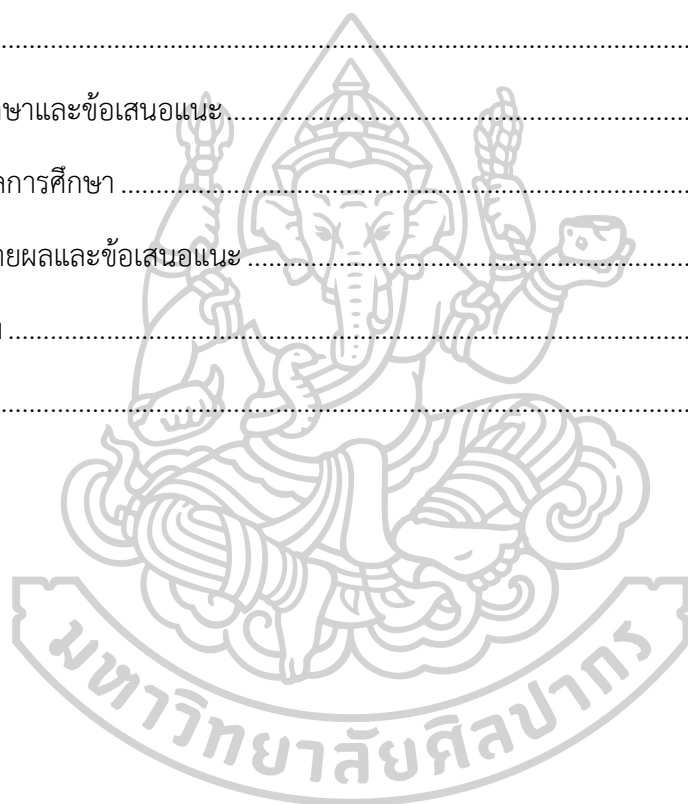 ....................................................................................
ษาและข้อเสนอแนะ........................................................
ลการศึกษา......................................................................
ายผลและข้อเสนอแนะ.....................................................
....................................................................................
....................................................................................
มหาวิทยาลัยศิลปากร